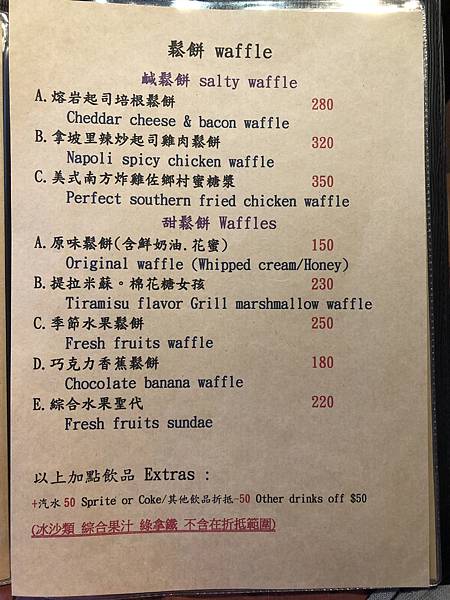 鬆餅 waffle
鹹鬆餅 salty waffle
A. 熔岩起司培根鬆餅 280
Cheddar cheese & bacon waffle
B. 拿坡里辣炒起司雞肉鬆餅 320
Napoli spicy chicken waffle
C. 美式南方炸雞佐鄉村蜜糖漿 350
Perfect southern fried chicken waffle
甜鬆餅 Waffles
A. 原味鬆餅(含鮮奶油.花蜜) 150
Original waffle (Whipped cream/Honey)
B. 提拉米蘇。棉花糖女孩 230
Tiramisu flavor Grill marshmallow waffle
C. 季節水果鬆餅 250
Fresh fruits waffle
D. 巧克力香蕉鬆餅 180
Chocolate banana waffle
E. 綜合水果聖代 220
Fresh fruits sundae
以上加點飲品 Extras :
+汽水 50 Sprite or Coke/其他飲品折抵-50 Other drinks off $50
(冰沙類 綜合果汁 綠拿鐵 不含在折抵範圍)